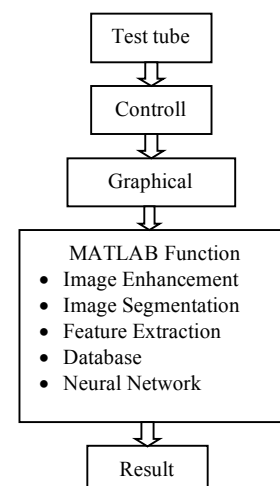 Test tube
Controll
Graphical
MATLAB Function
• Image Enhancement
• Image Segmentation
• Feature Extraction
• Database
• Neural Network
Result